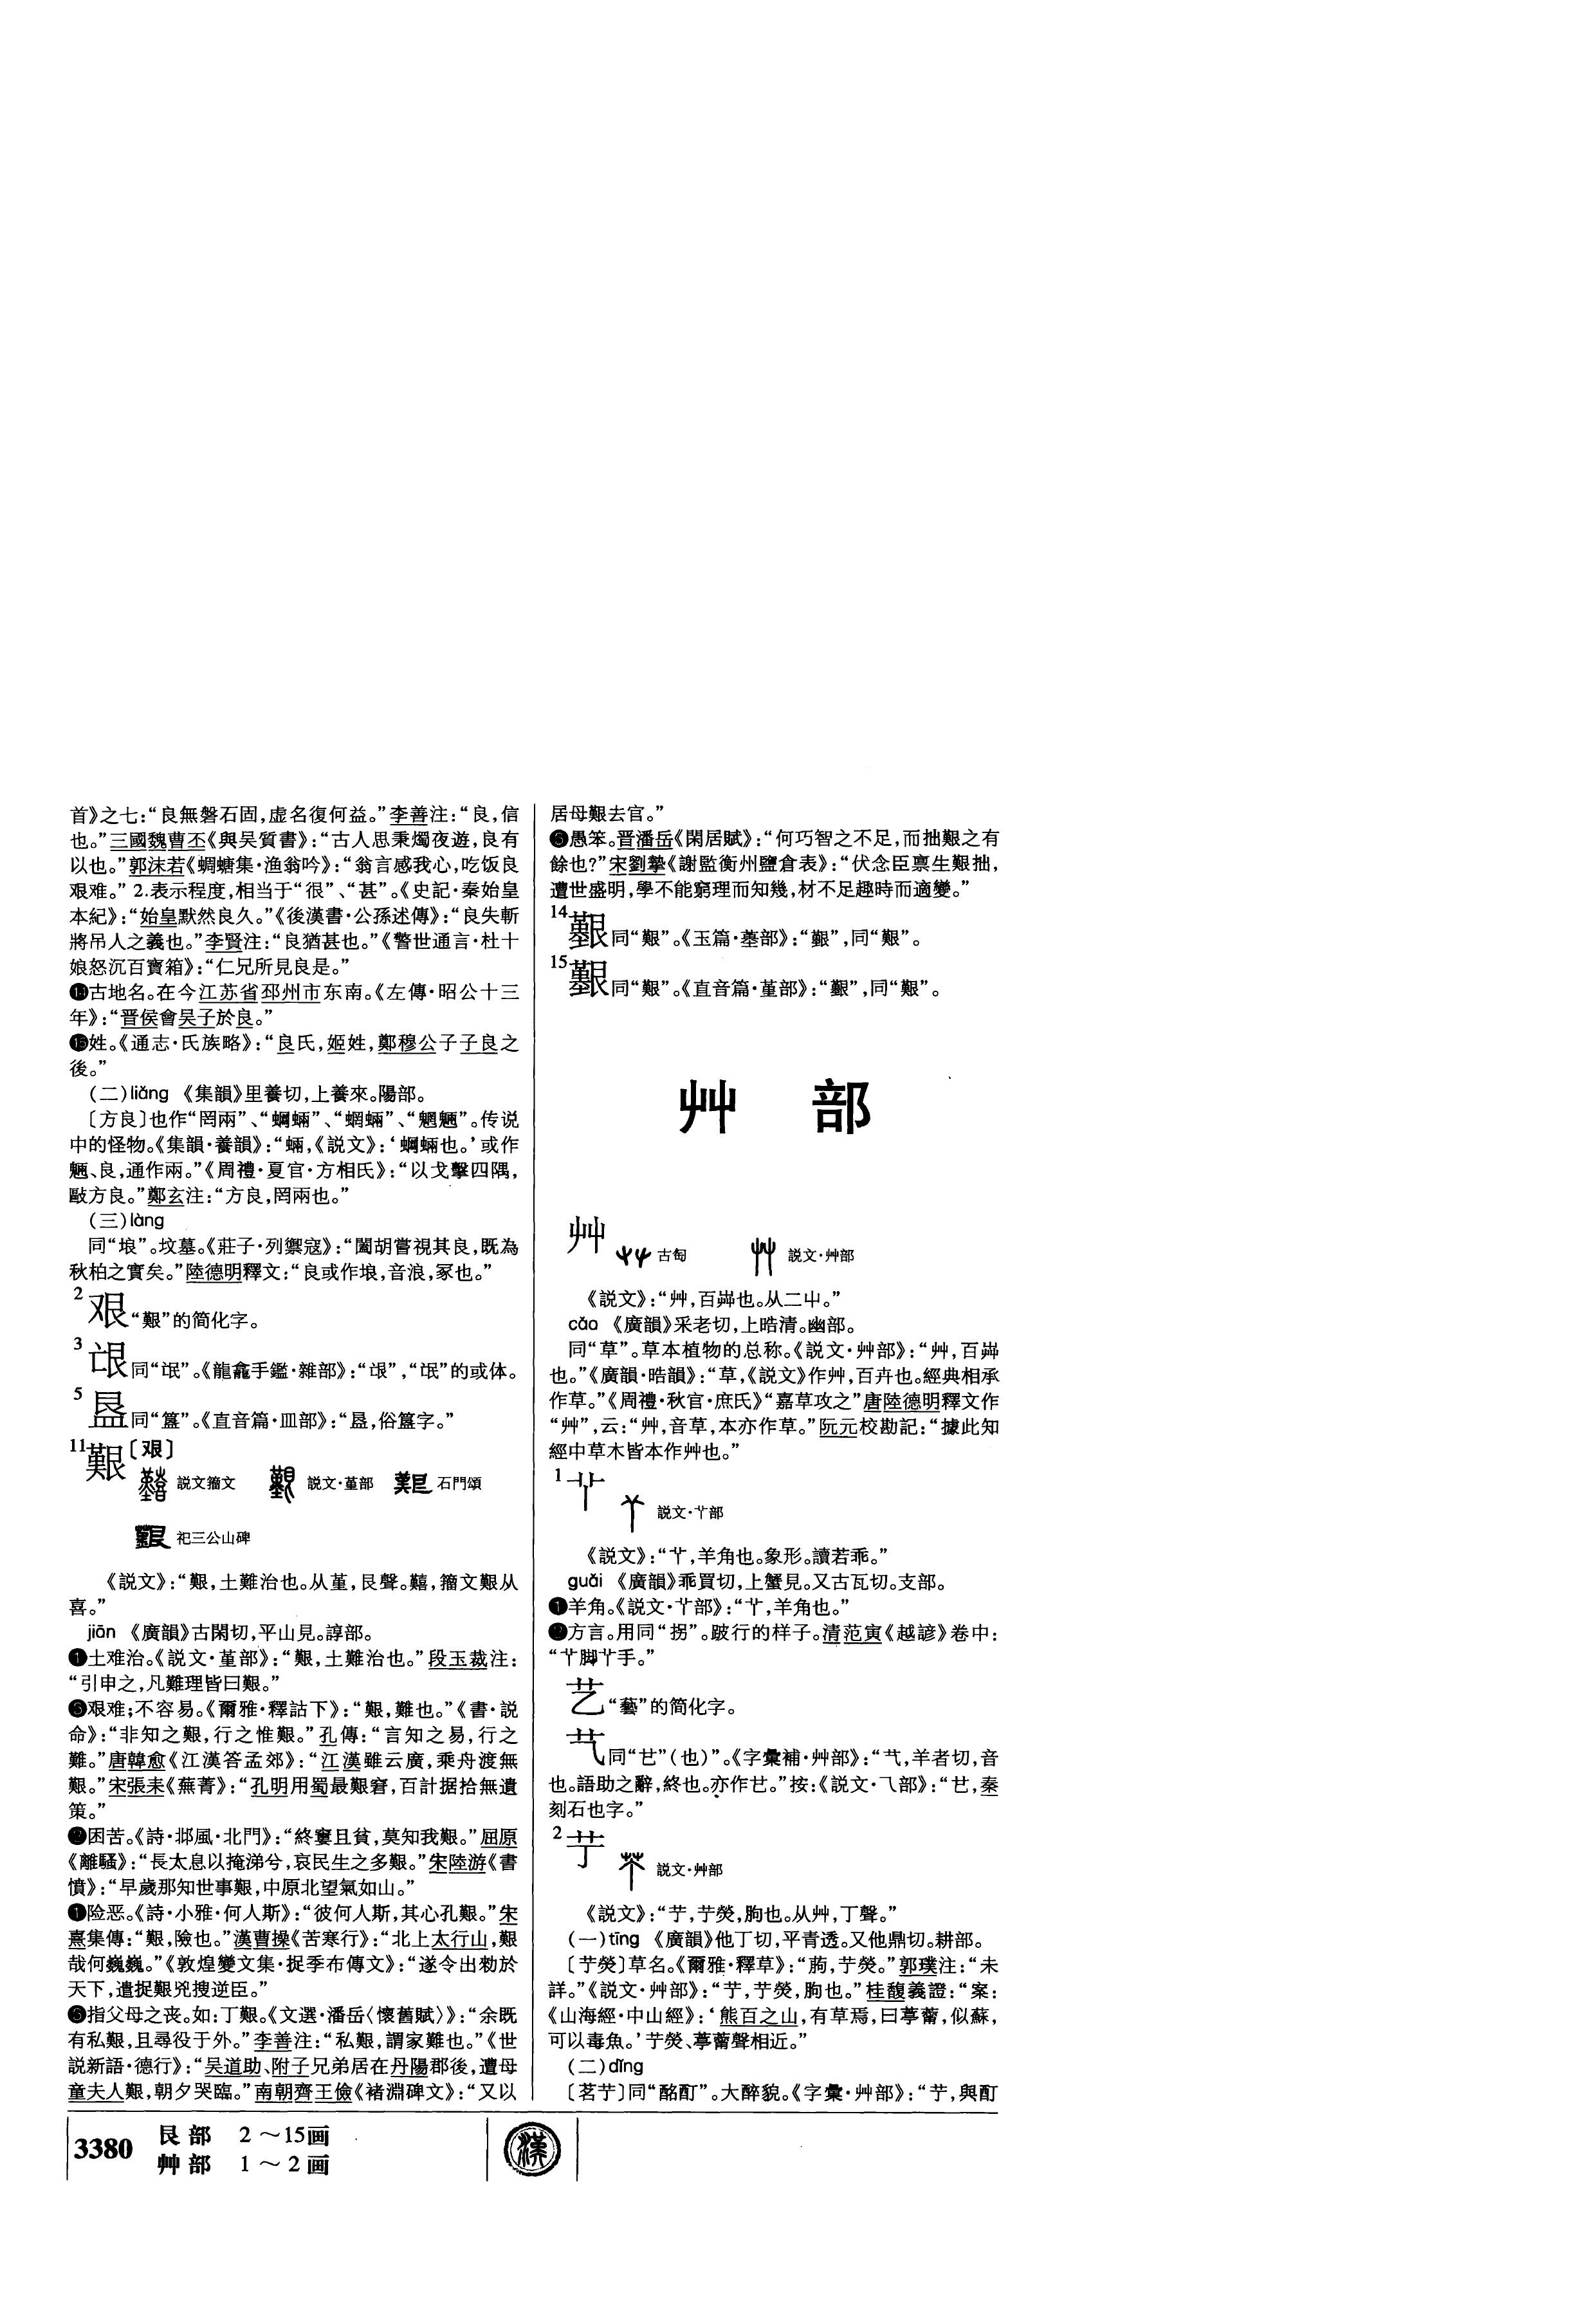 首》之七：“良無磐石固，虚名復何益。”李善注：“良，信
也。”三國魏曹丕《與吴質書》：“古人思秉燭夜遊，良有
以也。”郭沫若《蜩螗集·渔翁吟》：“翁言感我心，吃饭良
艰难。”2.表示程度，相当于“很”、“甚”。《史記·秦始皇
本紀》：“始皇默然良久。”《後漢書·公孫述傳》：“良失斬
將吊人之義也。”李賢注：“良猶甚也。”《警世通言·杜十
娘怒沉百寶箱》：“仁兄所見良是。”
古地名。在今江苏省邳州市东南。《左傳·昭公十三
年》：“晋侯會吴子於良。”
姓。《通志·氏族略》：“良氏，姬姓，鄭穆公子子良之
後。”
（二）liǎng 《集韻》里養切，上養來。陽部。
〔方良〕也作“罔兩”、“蝄蜽”、“蛧蜽”、“魍魎”。传说
中的怪物。《集韻·養韻》：“蜽，《説文》：‘蝄蜽也。’或作
魎、良，通作兩。”《周禮·夏官·方相氏》：“以戈擊四隅，
敺方良。”鄭玄注：“方良，罔兩也。”
（三）làng
同“埌”。坟墓。《莊子·列禦寇》：“闔胡嘗視其良，既為
秋柏之實矣。”陸德明釋文：“良或作埌，音浪，冢也。”
2 艰 “艱”的简化字。
3 同“氓”。《龍龕手鑑·雜部》：“”，“氓”的或体。
5 同“簋”。《直音篇·皿部》：“，俗簋字。”
11 艱〔艰〕
説文籀文 説文·堇部 石門頌
祀三公山碑
《説文》：“艱，土難治也。从堇，艮聲。囏，籀文艱从
喜。”
jiān 《廣韻》古閑切，平山見。諄部。
❶土难治。《説文·堇部》：“艱，土難治也。”段玉裁注：
“引申之，凡難理皆曰艱。”
艰难；不容易。《爾雅·釋詁下》：“艱，難也。”《書·説
命》：“非知之艱，行之惟艱。”孔傳：“言知之易，行之
難。”唐韓愈《江漢答孟郊》：“江漢雖云廣，乘舟渡無
艱。”宋張耒《蕪菁》：“孔明用蜀最艱窘，百計据拾無遺
策。”
困苦。《詩·邶風·北門》：“終窶且貧，莫知我艱。”屈原
《離騷》：“長太息以掩涕兮，哀民生之多艱。”宋陸游《書
憤》：“早歲那知世事艱，中原北望氣如山。”
险恶。《詩·小雅·何人斯》：“彼何人斯，其心孔艱。”朱
熹集傳：“艱，險也。”漢曹操《苦寒行》：“北上太行山，艱
哉何巍巍。”《敦煌變文集·捉季布傳文》：“遂令出勑於
天下，遣捉艱兇搜逆臣。”
指父母之丧。如：丁艱。《文選·潘岳〈懷舊賦〉》：“余既
有私艱，且尋役于外。”李善注：“私艱，謂家難也。”《世
説新語·德行》：“吴道助、附子兄弟居在丹陽郡後，遭母
童夫人艱，朝夕哭臨。”南朝齊王儉《褚淵碑文》：“又以
居母艱去官。”
愚笨。晋潘岳《閑居賦》：“何巧智之不足，而拙艱之有
餘也？”宋劉摯《謝監衡州鹽倉表》：“伏念臣禀生艱拙，
遭世盛明，學不能窮理而知幾，材不足趣時而適變。”
14 同“艱”。《玉篇·堇部》：“”，同“艱”。
15 同“艱”。《直音篇·堇部》：“”，同“艱”。
艸 部
艸 古匋 説文·艸部
《説文》：“艸，百芔也。从二屮。”
cǎo 《廣韻》采老切，上晧清。幽部。
同“草”。草本植物的总称。《説文·艸部》：“艸，百芔
也。”《廣韻·晧韻》：“草，《説文》作艸，百卉也。經典相承
作草。”《周禮·秋官·庶氏》“嘉草攻之”唐陸德明釋文作
“艸”，云：“艸，音草，本亦作草。”阮元校勘記：“據此知
經中草木皆本作艸也。”
1 𦫳 説文·𦫳部
《説文》：“𦫳，羊角也。象形。讀若乖。”
guǎi 《廣韻》乖買切，上蟹見。又古瓦切。支部。
❶羊角。《説文·𦫳部》：“𦫳，羊角也。”
❷方言。用同“拐”。跛行的样子。清范寅《越諺》卷中：
“𦫳脚𦫳手。”
艺 “藝”的简化字。
同“”（也）”。《字彙補·艸部》：“，羊者切，音
也。語助之辭，終也。亦作。”按：《説文·乁部》：“，秦
刻石也字。”
2 艼 説文·艸部
《説文》：“艼，艼熒，朐也。从艸，丁聲。”
（一）tīng 《廣韻》他丁切，平青透。又他鼎切。耕部。
〔艼熒〕草名。《爾雅·釋草》：“葋，艼熒。”郭璞注：“未
詳。”《説文·艸部》：“艼，艼熒，朐也。”桂馥義證：“案：
《山海經·中山經》：‘熊百之山，有草焉，曰葶薴，似蘇，
可以毒魚。’艼熒、葶薴聲相近。”
（二）dǐng
〔茗艼〕同“酩酊”。大醉貌。《字彙·艸部》：“艼，與酊
3380 艮部 2～15画
艸部 1～2画
漢